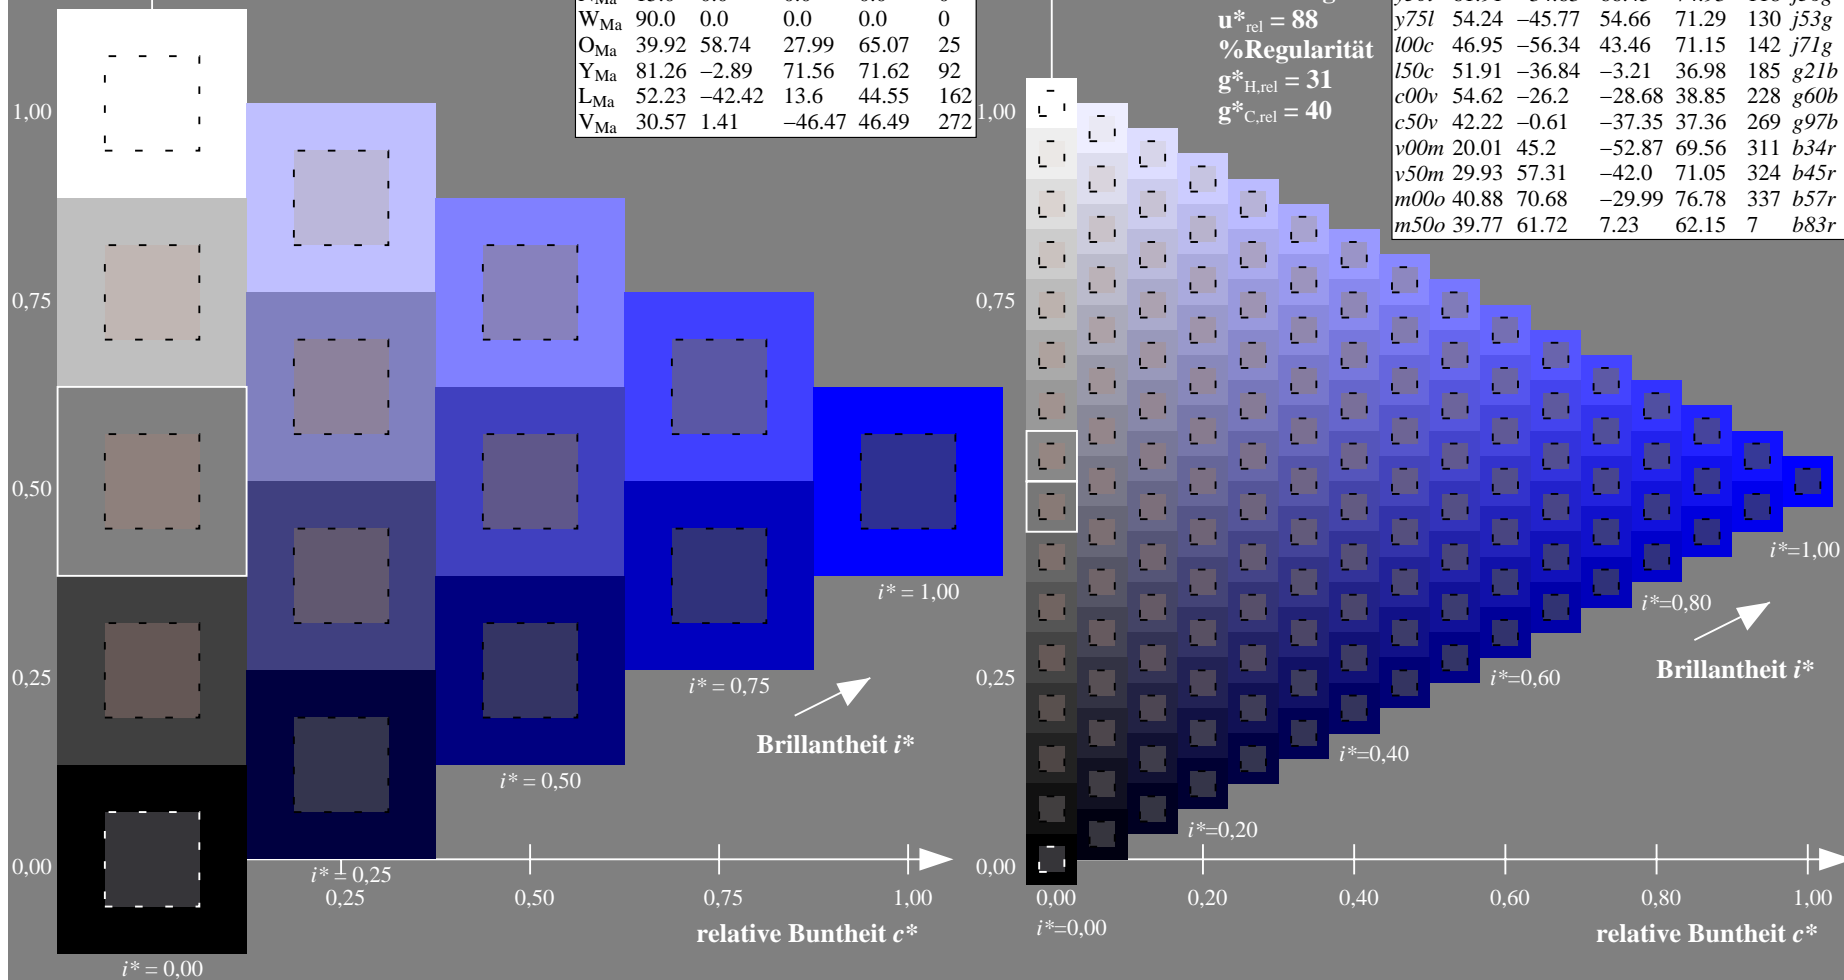 W_Ma 90.0 0.0 0.0 0.0 0
O_Ma 39.92 58.74 27.99 65.07 25
Y_Ma 81.26 −2.89 71.56 71.62 92
L_Ma 52.23 −42.42 13.6 44.55 162
V_Ma 30.57 1.41 −46.47 46.49 272
1,00
0,75
0,50
0,25
0,00
i* = 1,00
i* = 0,75
i* = 0,50
i* = 0,25
i* = 0,00
Brillantheit i*
0,25 0,50 0,75 1,00
relative Buntheit c*
u*rel = 88
%Regularität
g*H,rel = 31
g*C,rel = 40
y75l 54.24 −45.77 54.66 71.29 130 j53g
l00c 46.95 −56.34 43.46 71.15 142 j71g
l50c 51.91 −36.84 −3.21 36.98 185 g21b
c00v 54.62 −26.2 −28.68 38.85 228 g60b
c50v 42.22 −0.61 −37.35 37.36 269 g97b
v00m 20.01 45.2 −52.87 69.56 311 b34r
v50m 29.93 57.31 −42.0 71.05 324 b45r
m00o 40.88 70.68 −29.99 76.78 337 b57r
m50o 39.77 61.72 7.23 62.15 7 b83r
1,00
0,75
0,50
0,25
0,00
i*=1,00
i*=0,80
i*=0,60
i*=0,40
i*=0,20
i*=0,00
Brillantheit i*
0,00 0,20 0,40 0,60 0,80 1,00
relative Buntheit c*